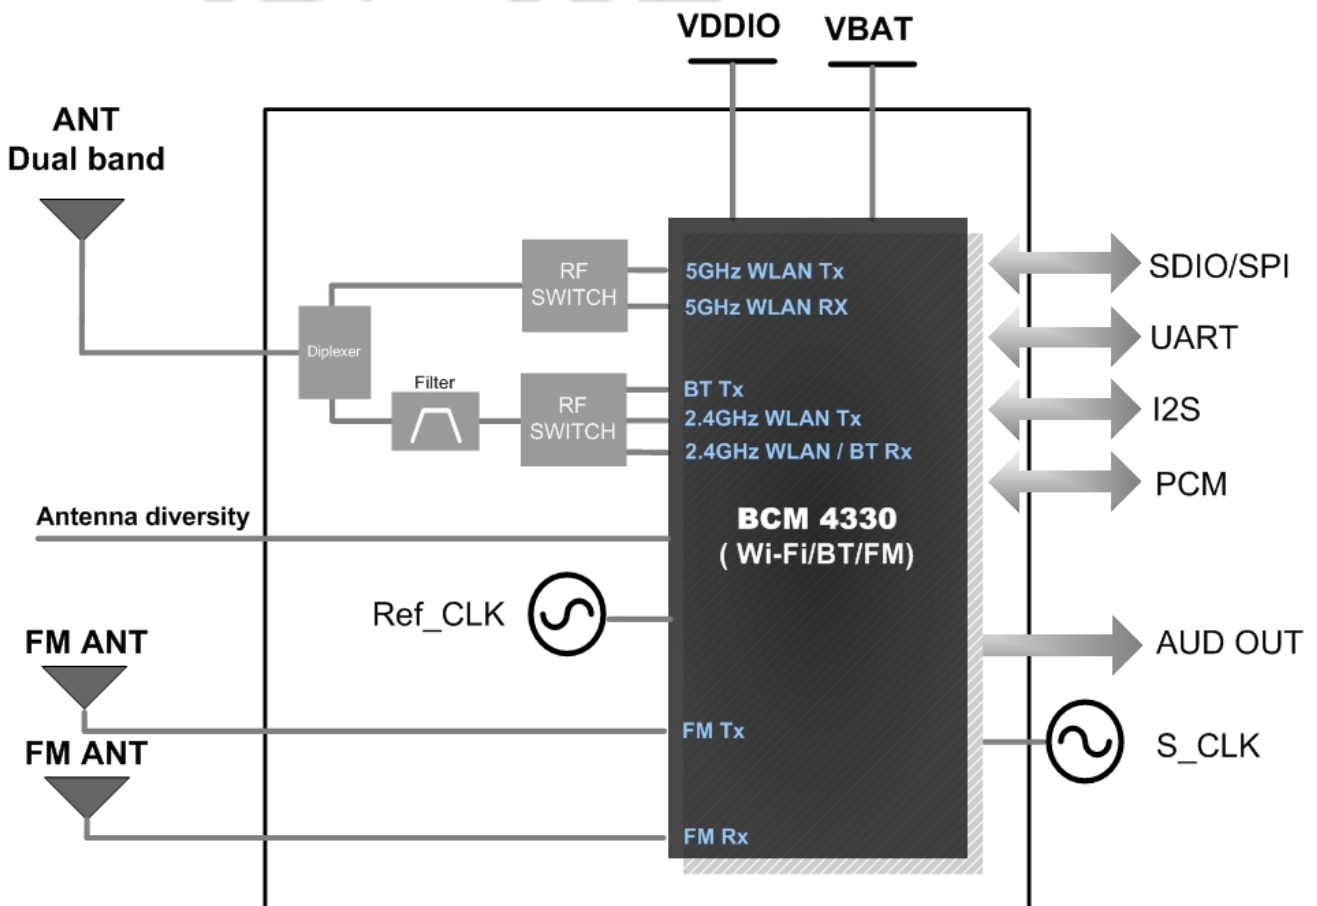 VDDIO
VBAT
ANT
Dual band
RF
SWITCH
5GHz WLAN Tx
5GHz WLAN RX
SDIO/SPI
UART
Diplexer
Filter
RF
SWITCH
BT Tx
2.4GHz WLAN Tx
2.4GHz WLAN / BT Rx
I2S
PCM
Antenna diversity
BCM 4330
( Wi-Fi/BT/FM)
Ref_CLK
FM ANT
AUD OUT
FM Tx
FM ANT
S_CLK
FM Rx